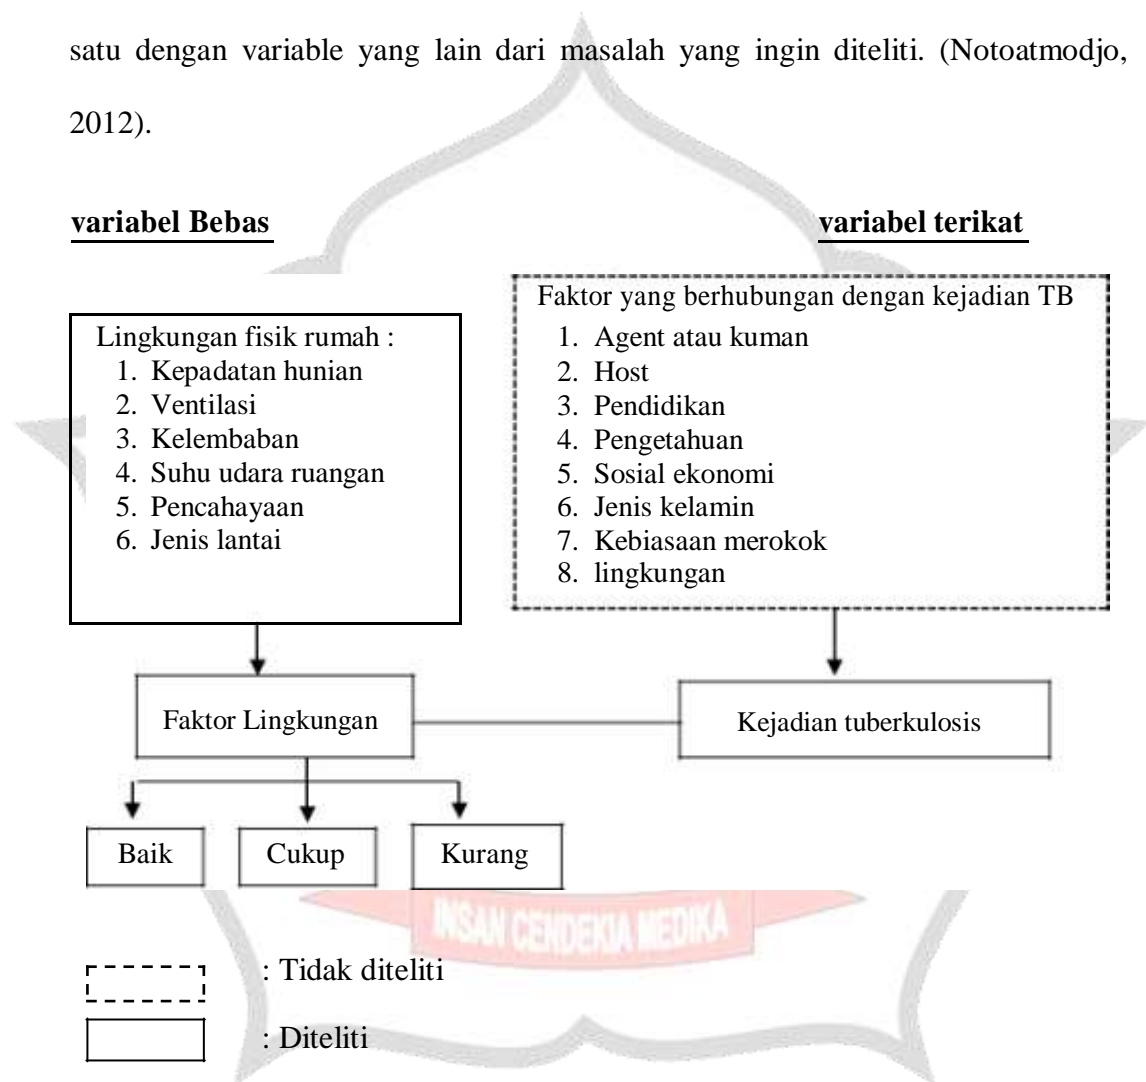 satu dengan variable yang lain dari masalah yang ingin diteliti. (Notoatmodjo,
2012).
variabel Bebas
variabel terikat
Lingkungan fisik rumah :
1. Kepadatan hunian
2. Ventilasi
3. Kelembaban
4. Suhu udara ruangan
5. Pencahayaan
6. Jenis lantai
Faktor yang berhubungan dengan kejadian TB
1. Agent atau kuman
2. Host
3. Pendidikan
4. Pengetahuan
5. Sosial ekonomi
6. Jenis kelamin
7. Kebiasaan merokok
8. lingkungan
Faktor Lingkungan
Kejadian tuberkulosis
Baik
Cukup
Kurang
INSAN CENDEKIA MEDIKA
: Tidak diteliti
: Diteliti